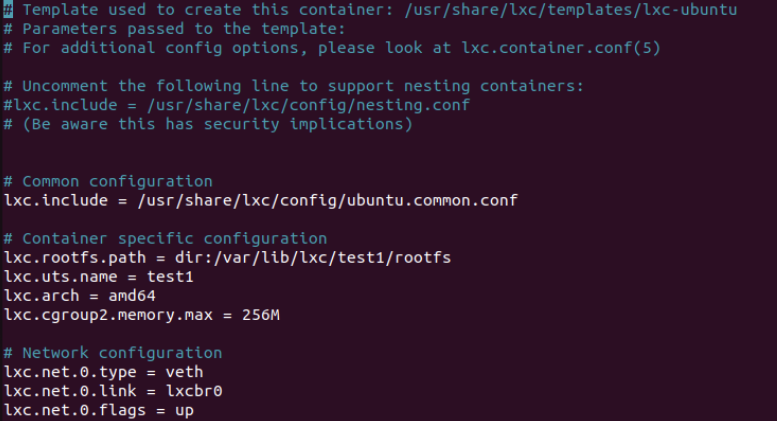 # Template used to create this container: /usr/share/lxc/templates/lxc-ubuntu
# Parameters passed to the template:
# For additional config options, please look at lxc.container.conf(5)
# Uncomment the following line to support nesting containers:
#lxc.include = /usr/share/lxc/config/nesting.conf
# (Be aware this has security implications)
# Common configuration
lxc.include = /usr/share/lxc/config/ubuntu.common.conf
# Container specific configuration
lxc.rootfs.path = dir:/var/lib/lxc/test1/rootfs
lxc.uts.name = test1
lxc.arch = amd64
lxc.cgroup2.memory.max = 256M
# Network configuration
lxc.net.0.type = veth
lxc.net.0.link = lxcbr0
lxc.net.0.flags = up